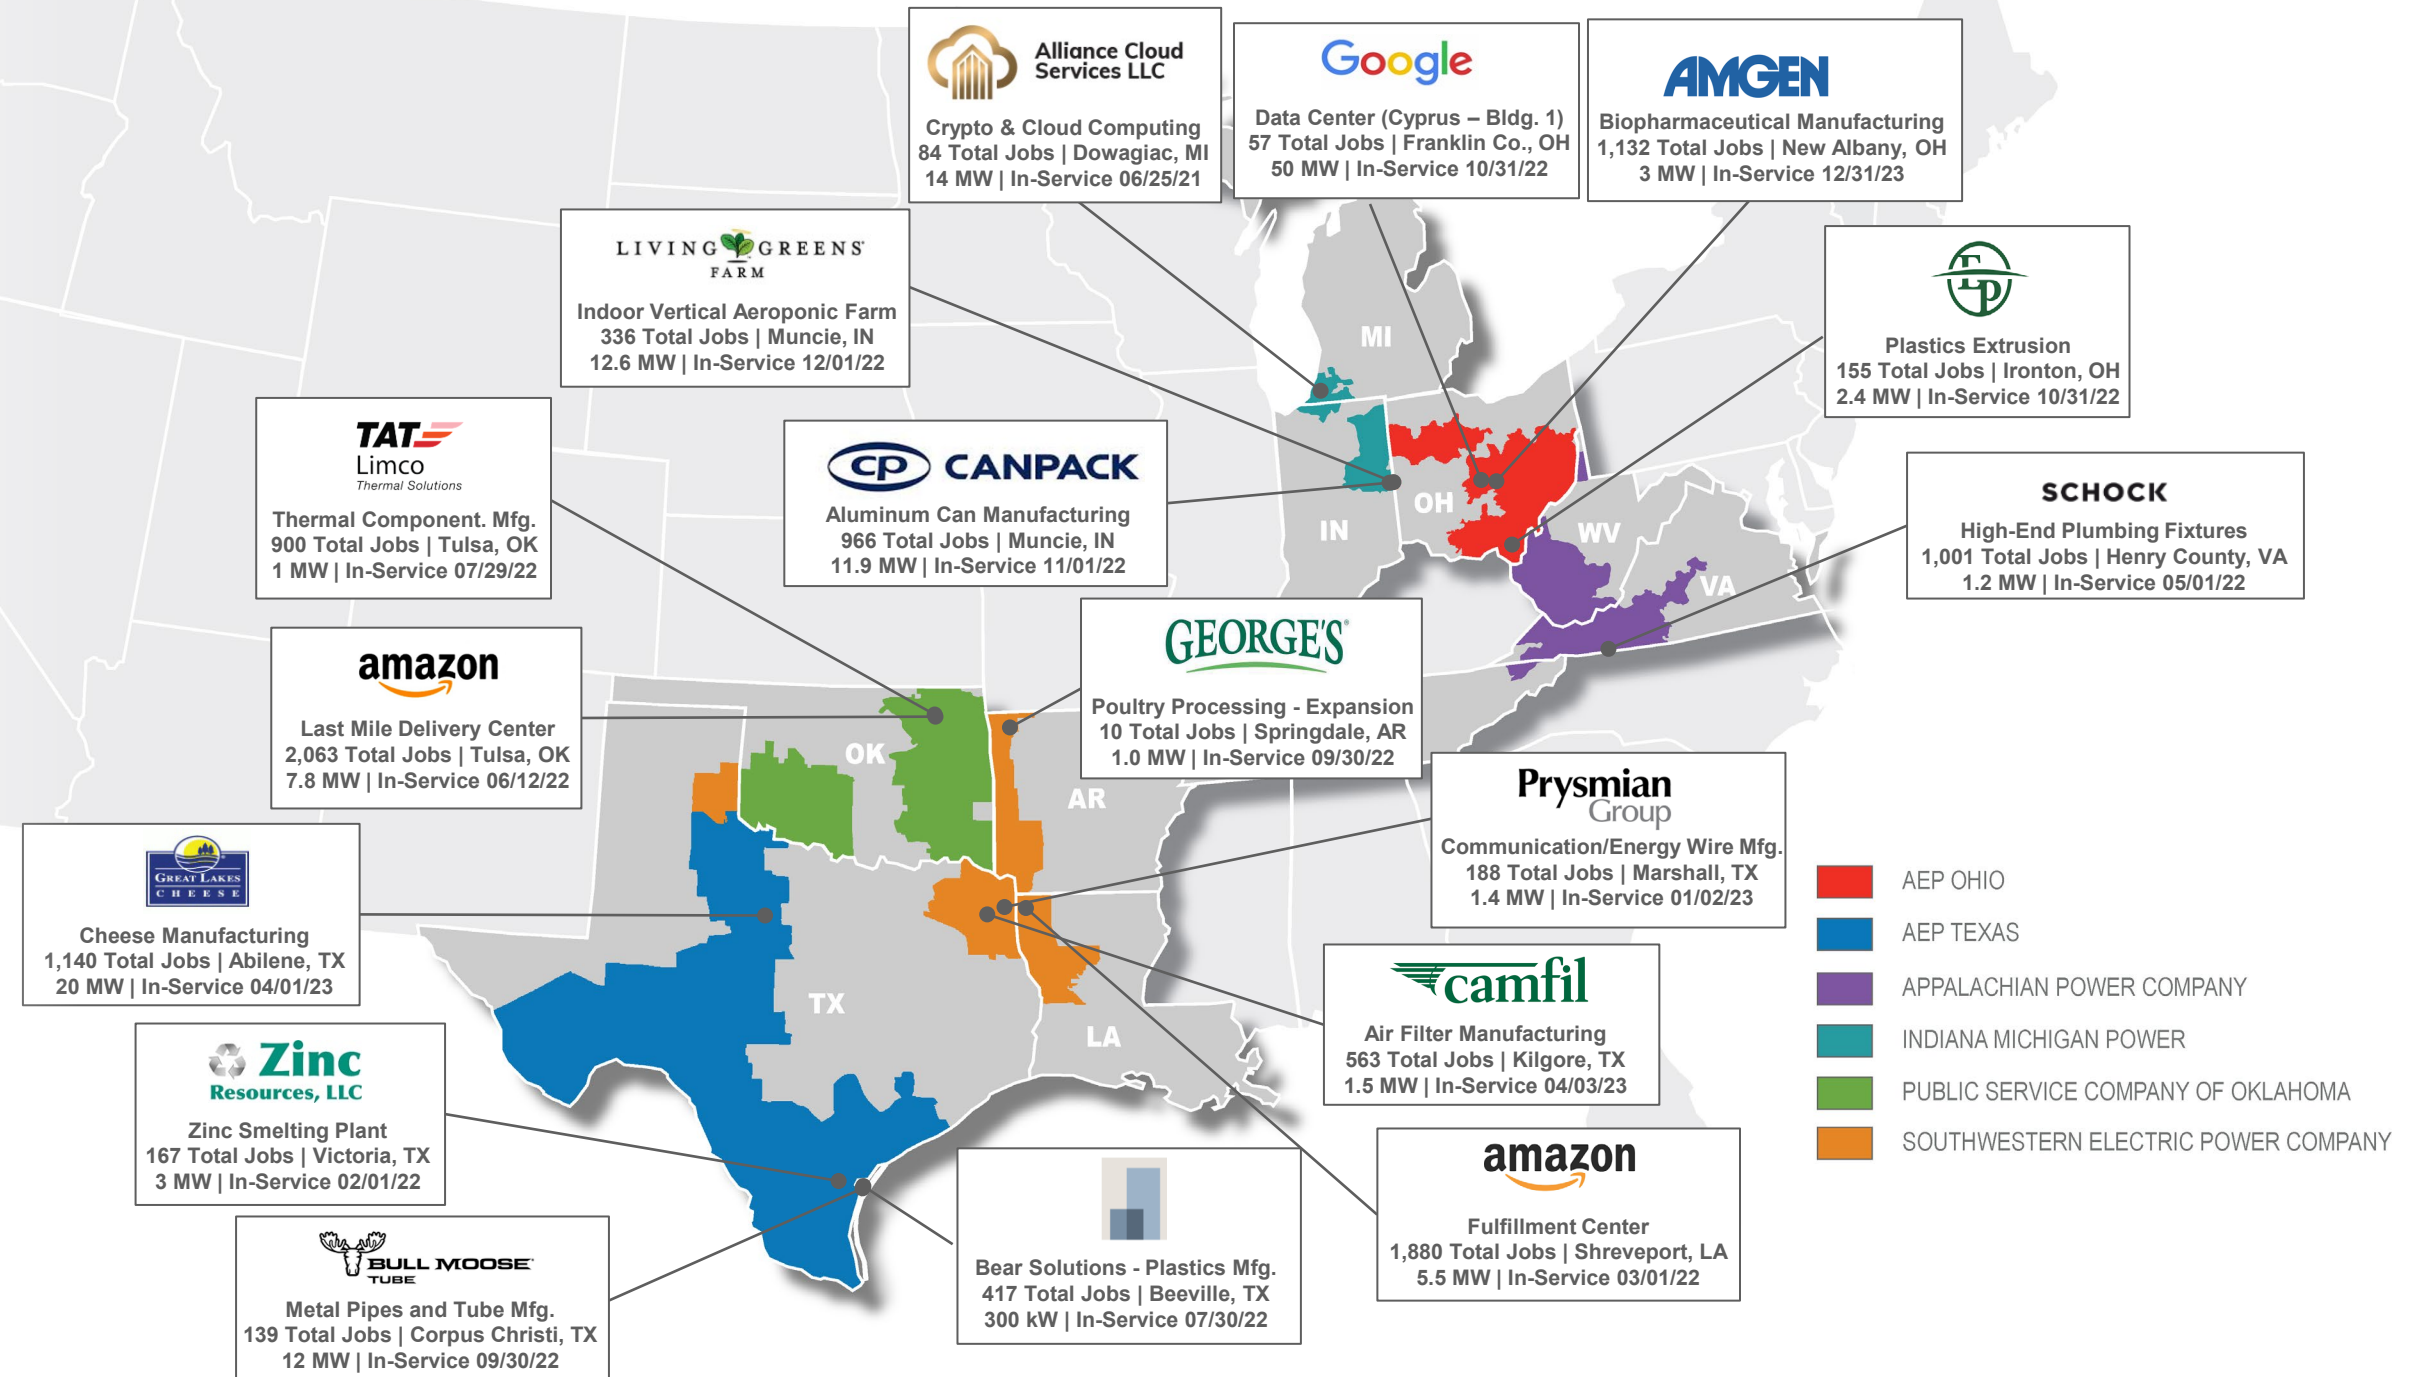 Alliance Cloud
Services LLC
Crypto & Cloud Computing
84 Total Jobs | Dowagiac, MI
14 MW | In-Service 06/25/21
Google
Data Center (Cyprus – Bldg. 1)
57 Total Jobs | Franklin Co., OH
50 MW | In-Service 10/31/22
AMGEN
Biopharmaceutical Manufacturing
1,132 Total Jobs | New Albany, OH
3 MW | In-Service 12/31/23
LIVING GREENS
FARM
Indoor Vertical Aeroponic Farm
336 Total Jobs | Muncie, IN
12.6 MW | In-Service 12/01/22
EP
Plastics Extrusion
155 Total Jobs | Ironton, OH
2.4 MW | In-Service 10/31/22
TAT
Limco
Thermal Solutions
Thermal Component. Mfg.
900 Total Jobs | Tulsa, OK
1 MW | In-Service 07/29/22
CP CANPACK
Aluminum Can Manufacturing
966 Total Jobs | Muncie, IN
11.9 MW | In-Service 11/01/22
SCHOCK
High-End Plumbing Fixtures
1,001 Total Jobs | Henry County, VA
1.2 MW | In-Service 05/01/22
amazon
Last Mile Delivery Center
2,063 Total Jobs | Tulsa, OK
7.8 MW | In-Service 06/12/22
GEORGE'S®
Poultry Processing - Expansion
10 Total Jobs | Springdale, AR
1.0 MW | In-Service 09/30/22
Prysmian
Group
Communication/Energy Wire Mfg.
188 Total Jobs | Marshall, TX
1.4 MW | In-Service 01/02/23
GREAT LAKES
CHEESE
Cheese Manufacturing
1,140 Total Jobs | Abilene, TX
20 MW | In-Service 04/01/23
camfil
Air Filter Manufacturing
563 Total Jobs | Kilgore, TX
1.5 MW | In-Service 04/03/23
Zinc
Resources, LLC
Zinc Smelting Plant
167 Total Jobs | Victoria, TX
3 MW | In-Service 02/01/22
amazon
Fulfillment Center
1,880 Total Jobs | Shreveport, LA
5.5 MW | In-Service 03/01/22
BULL MOOSE
TUBE
Metal Pipes and Tube Mfg.
139 Total Jobs | Corpus Christi, TX
12 MW | In-Service 09/30/22
Bear Solutions - Plastics Mfg.
417 Total Jobs | Beeville, TX
300 kW | In-Service 07/30/22
MI
OH
IN
WV
VA
OK
AR
TX
LA
AEP OHIO
AEP TEXAS
APPALACHIAN POWER COMPANY
INDIANA MICHIGAN POWER
PUBLIC SERVICE COMPANY OF OKLAHOMA
SOUTHWESTERN ELECTRIC POWER COMPANY